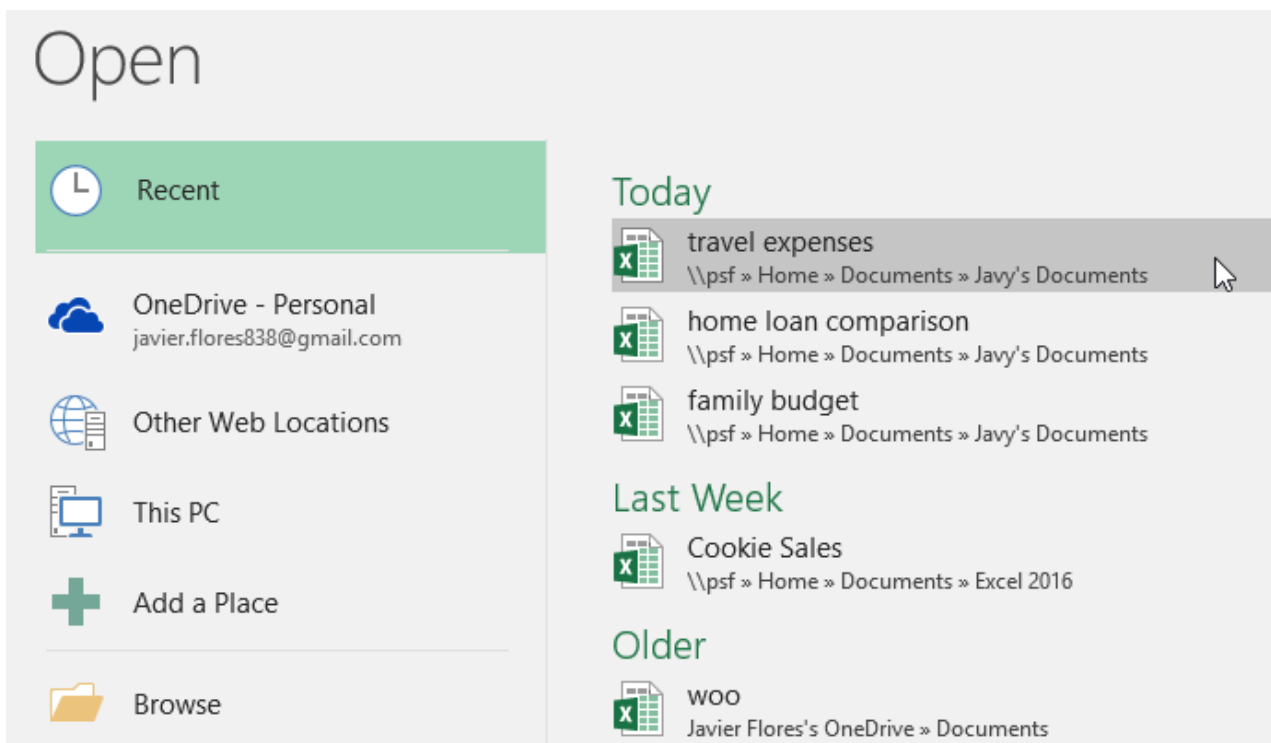 Open
Recent
OneDrive - Personal
javier.flores838@gmail.com
Other Web Locations
This PC
Add a Place
Browse
Today
travel expenses
\\psf » Home » Documents » Javy's Documents
home loan comparison
\\psf » Home » Documents » Javy's Documents
family budget
\\psf » Home » Documents » Javy's Documents
Last Week
Cookie Sales
\\psf » Home » Documents » Excel 2016
Older
woo
Javier Flores's OneDrive » Documents